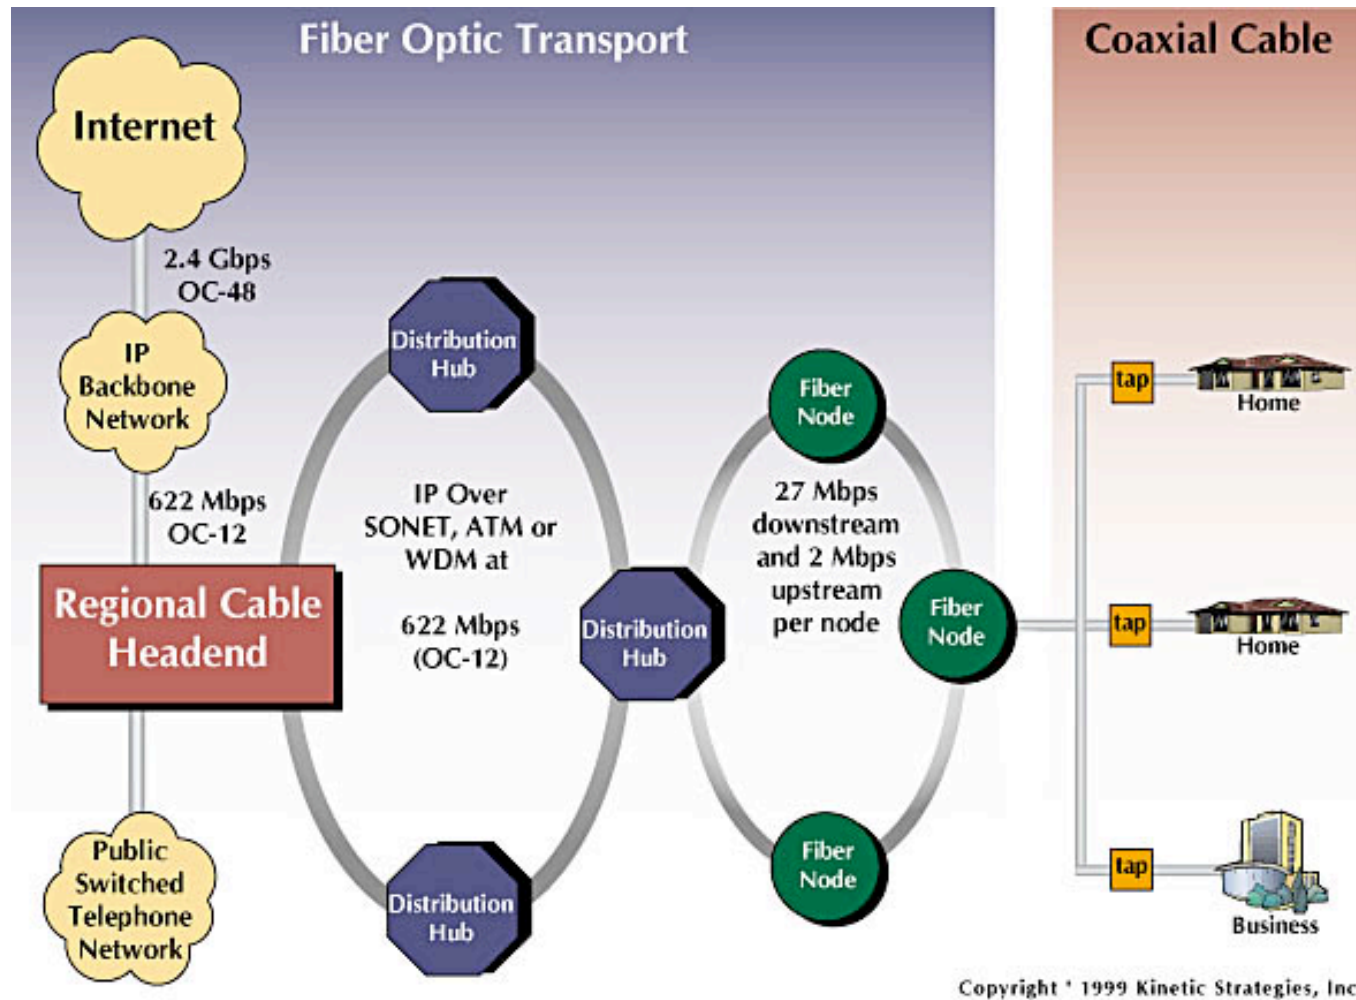 Fiber Optic Transport
Coaxial Cable
Internet
2.4 Gbps
OC-48
IP
Backbone
Network
622 Mbps
OC-12
Regional Cable
Headend
Public
Switched
Telephone
Network
Distribution
Hub
IP Over
SONET, ATM or
WDM at
622 Mbps
(OC-12)
Distribution
Hub
Distribution
Hub
Fiber
Node
27 Mbps
downstream
and 2 Mbps
upstream
per node
Fiber
Node
Fiber
Node
tap
Home
tap
Home
tap
Business
Copyright ' 1999 Kinetic Strategies, Inc